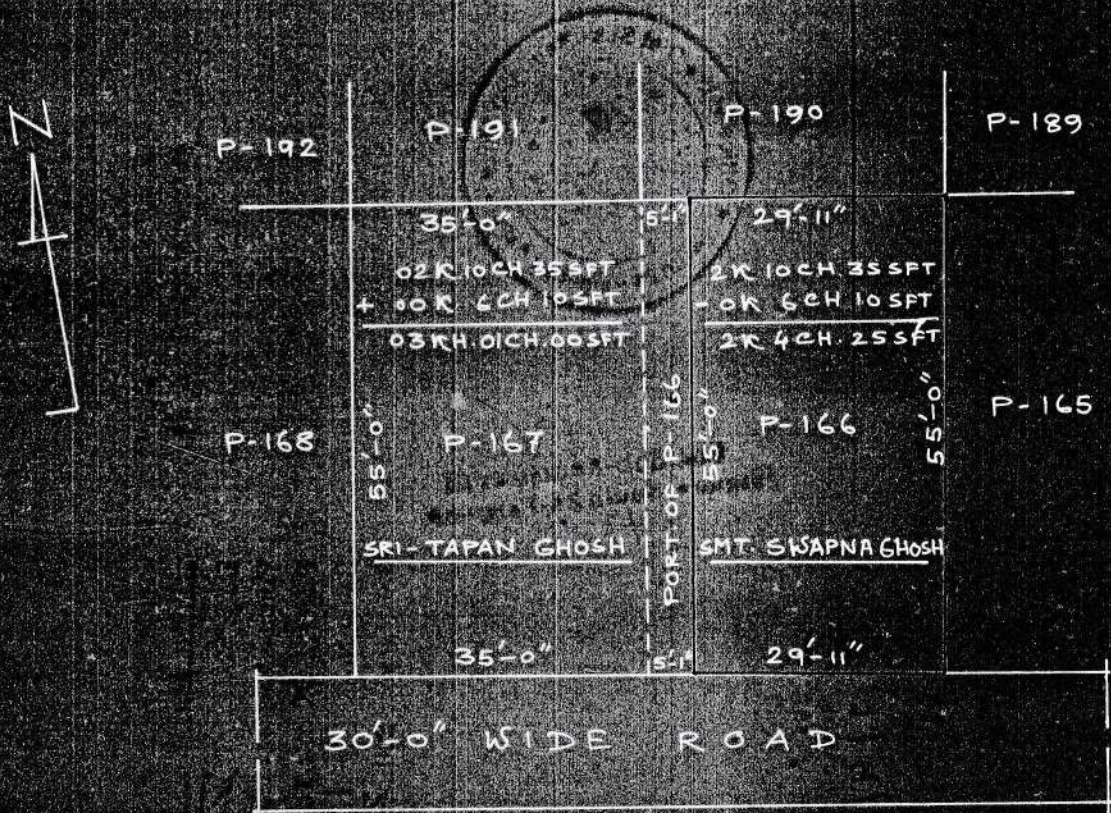 N
P-192
P-191
P-190
P-189
35'-0"
5'-1"
29'-11"
02K 10CH 35SFT
+ 00K 6CH 10SFT
03KH.01CH.00SFT
2K 10CH 35SFT
-0K 6CH 10SFT
2K 4CH. 25SFT
P-168
55'-0"
P-167
PORT.OF P-166
55'-0"
P-166
55'-0"
P-165
SRI-TAPAN GHOSH
SMT. SWAPNA GHOSH
35'-0"
5'-1"
29'-11"
30'-0" WIDE ROAD